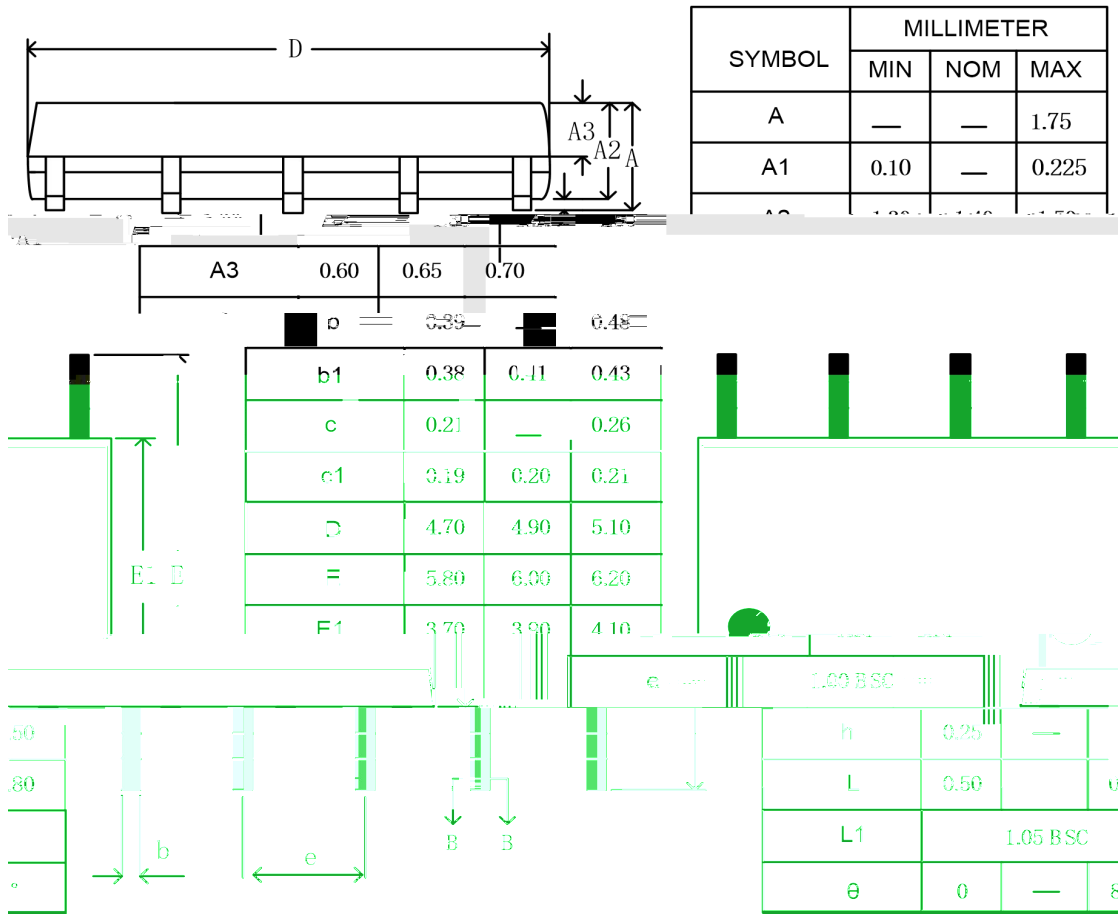 D
A3
A2
A
SYMBOL
MILLIMETER
MIN NOM MAX
A — — 1.75
A1 0.10 — 0.225
A3 0.60 0.65 0.70
b
b1 0.38 0.41 0.43
c 0.21 — 0.26
c1 0.19 0.20 0.21
4.70 4.90 5.10
5.80 6.00 6.20
E1 3.70 3.90 4.10
E1 E
1.00 BSC
.50
h 0.25 —
.80
L 0.50
B B
L1 1.05 BSC
b
e
° θ 0 — 8